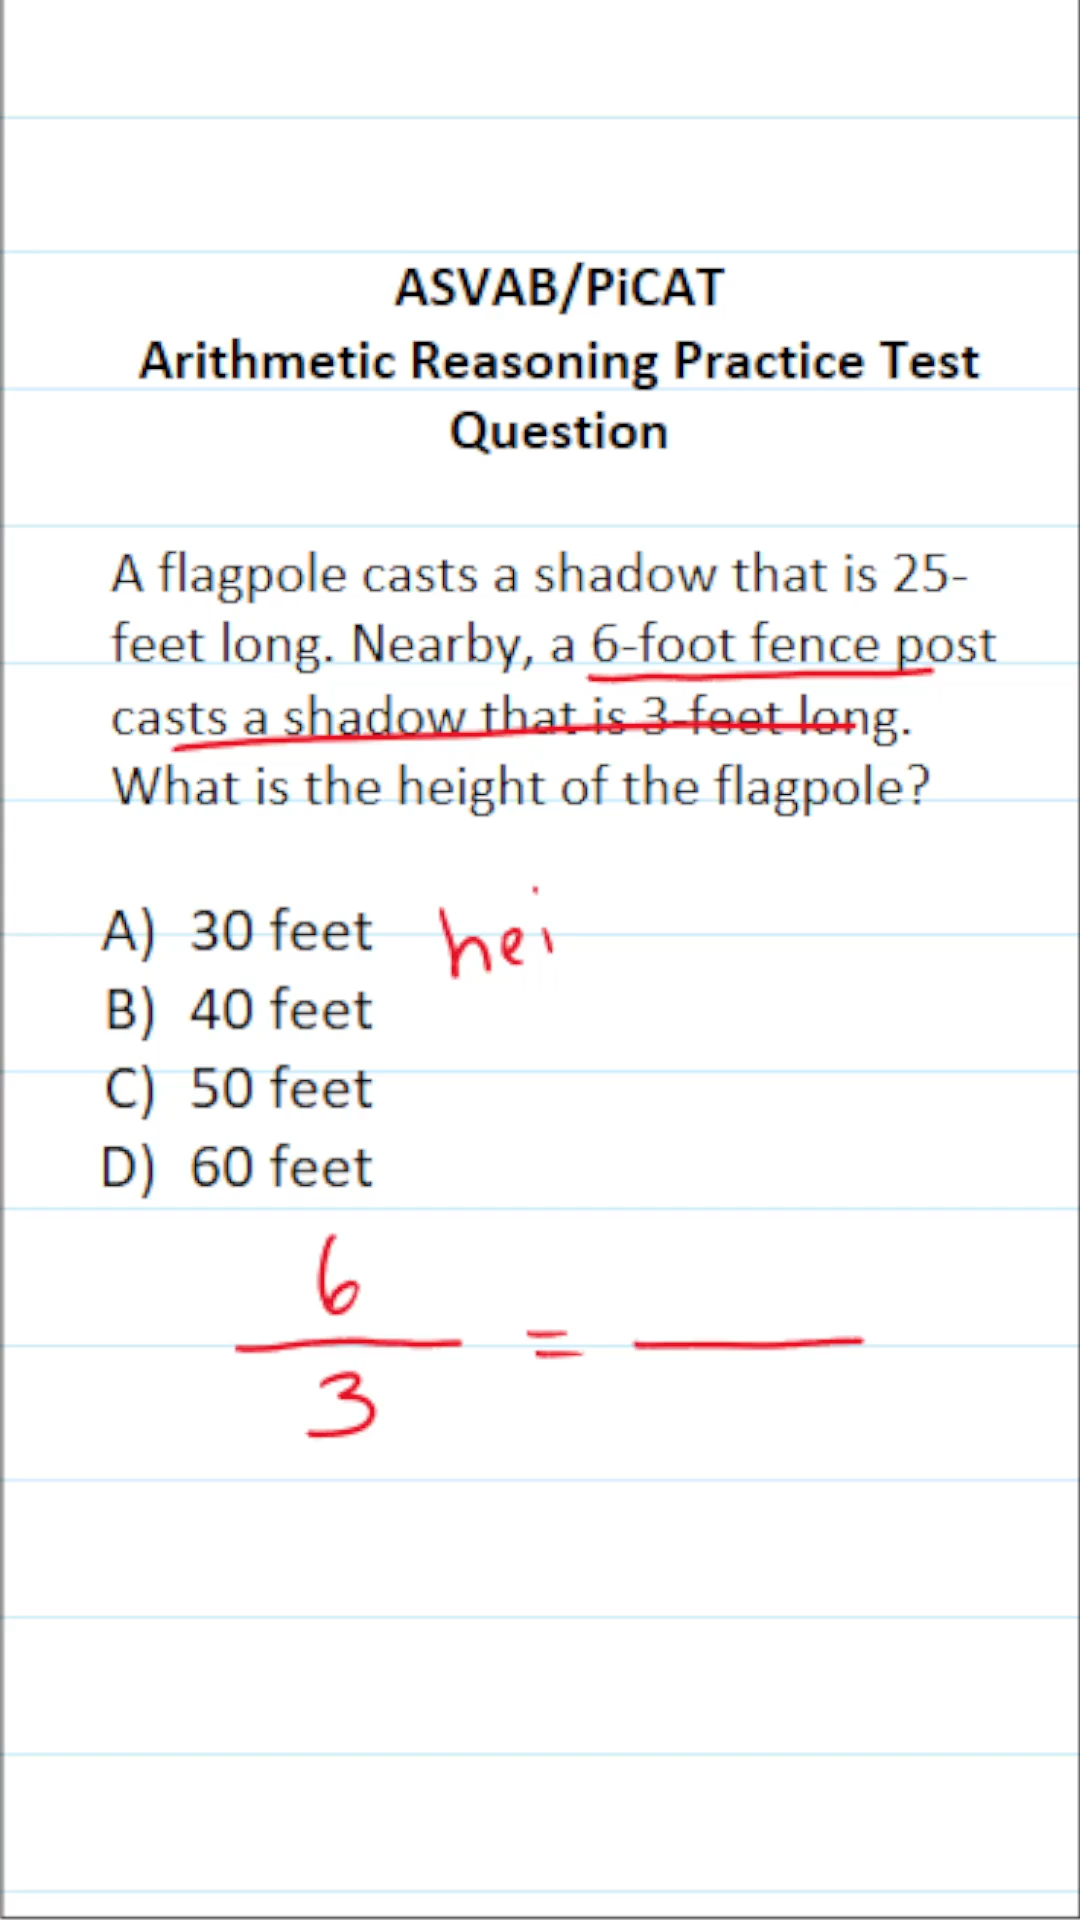 ASVAB/PiCAT
Arithmetic Reasoning Practice Test
Question
A flagpole casts a shadow that is 25-
feet long. Nearby, a 6-foot fence post
casts a shadow that is 3-feet long.
What is the height of the flagpole?
A) 30 feet
hei
B) 40 feet
C) 50 feet
D) 60 feet
6
=
3